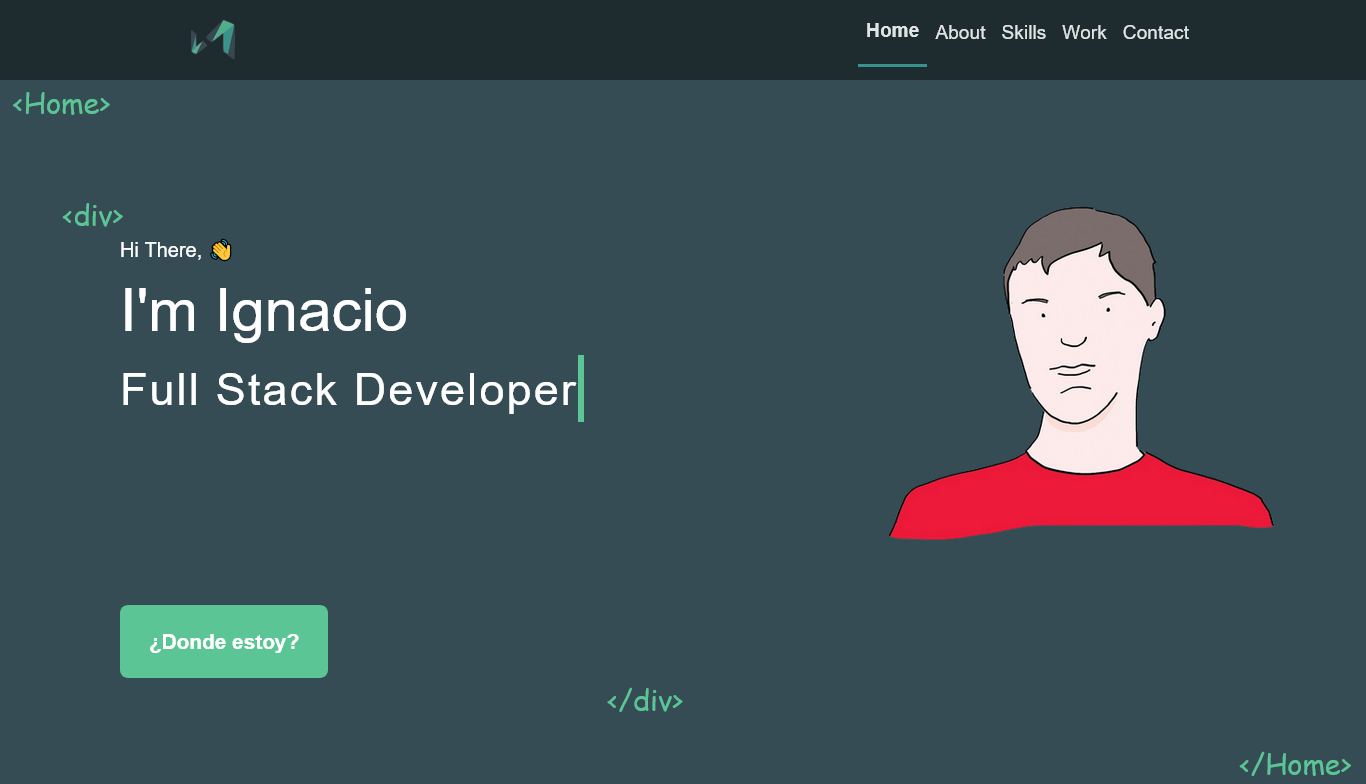 Home About Skills Work Contact
<Home>
<div>
Hi There, 👋
I'm Ignacio
Full Stack Developer
¿Donde estoy?
</div>
</Home>